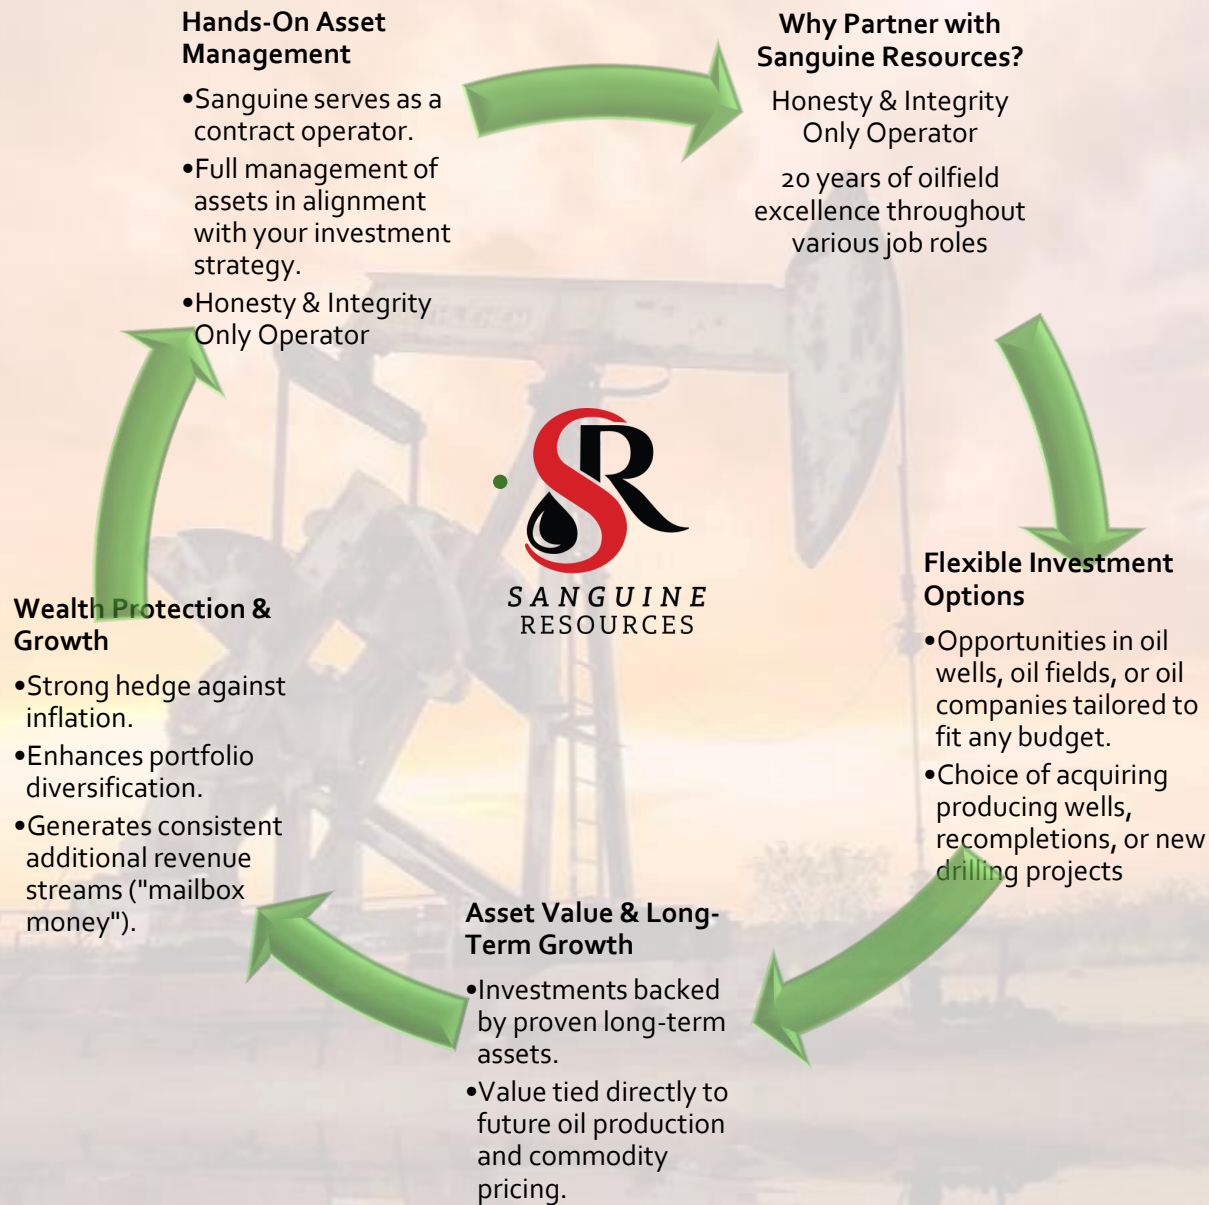 Hands-On Asset
Management
•Sanguine serves as a
contract operator.
•Full management of
assets in alignment
with your investment
strategy.
•Honesty & Integrity
Only Operator
Why Partner with
Sanguine Resources?
Honesty & Integrity
Only Operator
20 years of oilfield
excellence throughout
various job roles
Flexible Investment
Options
•Opportunities in oil
wells, oil fields, or oil
companies tailored to
fit any budget.
•Choice of acquiring
producing wells,
recompletions, or new
drilling projects
Asset Value & Long-
Term Growth
•Investments backed
by proven long-term
assets.
•Value tied directly to
future oil production
and commodity
pricing.
Wealth Protection &
Growth
•Strong hedge against
inflation.
•Enhances portfolio
diversification.
•Generates consistent
additional revenue
streams ("mailbox
money").
•
SR
SANGUINE
RESOURCES